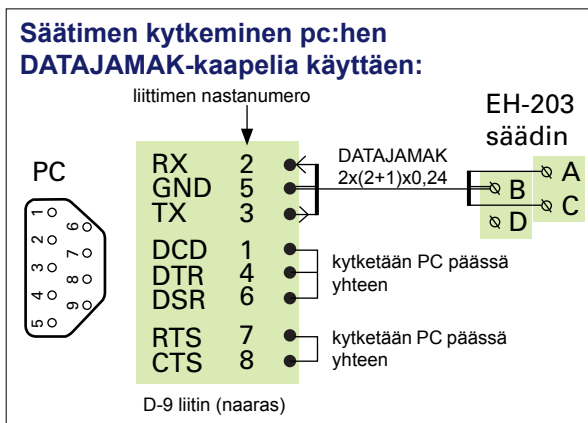 Säätimen kytkeminen pc:hen
DATAJAMAK-kaapelia käyttäen:
liittimen nastanumero
EH-203
säädin
PC
1
2
3
4
5
6
7
8
9
RX 2
GND 5
TX 3
DCD 1
DTR 4
DSR 6
RTS 7
CTS 8
DATAJAMAK
2x(2+1)x0,24
A
B
C
D
kytketään PC päässä
yhteen
kytketään PC päässä
yhteen
D-9 liitin (naaras)